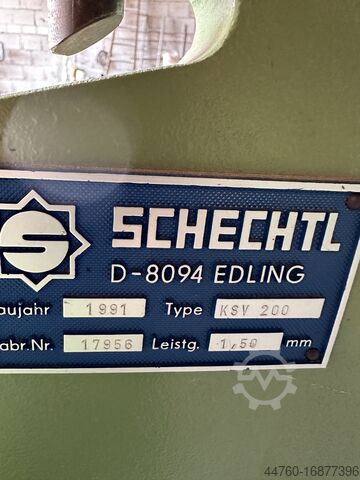 S SCHECHTL
D-8094 EDLING
aujahr 1991 Type KSV 200
abr.Nr. 17956 Leistg. 1,50 mm
44760-16877396